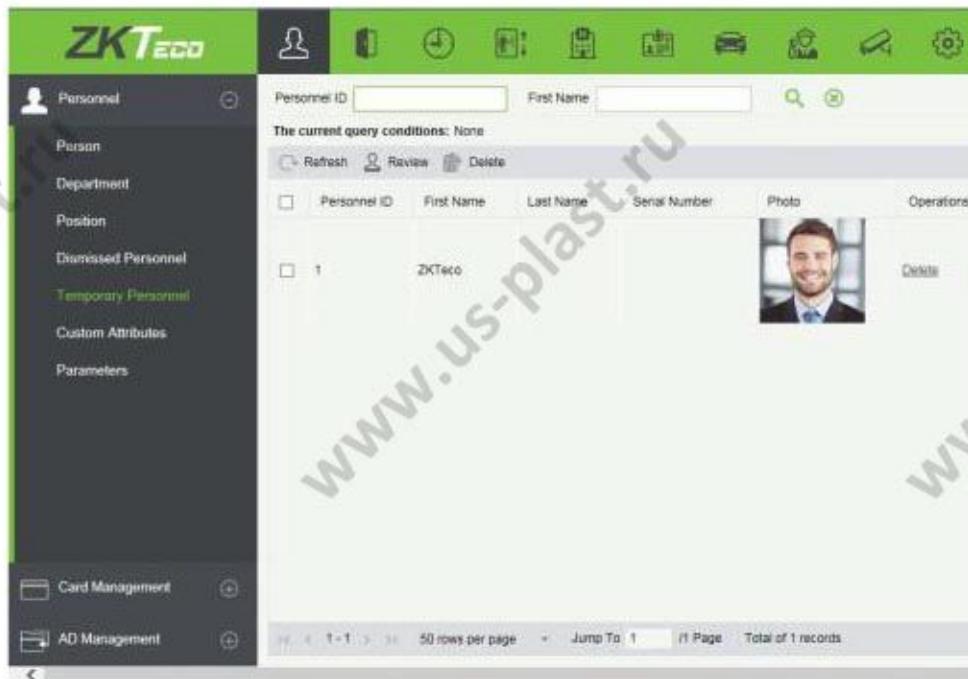 ZKTeco
Personnel
Person
Department
Position
Dismissed Personnel
Temporary Personnel
Custom Attributes
Parameters
Card Management
AD Management
Personnel ID First Name
The current query conditions: None
Refresh Review Delete
Personnel ID First Name Last Name Serial Number Photo Operations
1 ZKTeco Delete
1-1 50 rows per page Jump To 1 /1 Page Total of 1 records
www.us-plast.ru